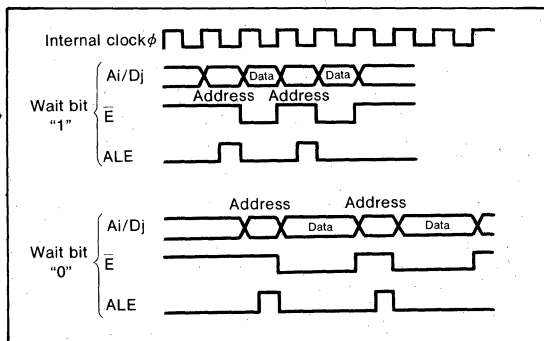 Internal clock ϕ
Ai/Dj
Data
Data
Address
Address
Wait bit
"1"
E̅
ALE
Address
Address
Ai/Dj
Data
Data
Wait bit
"0"
E̅
ALE